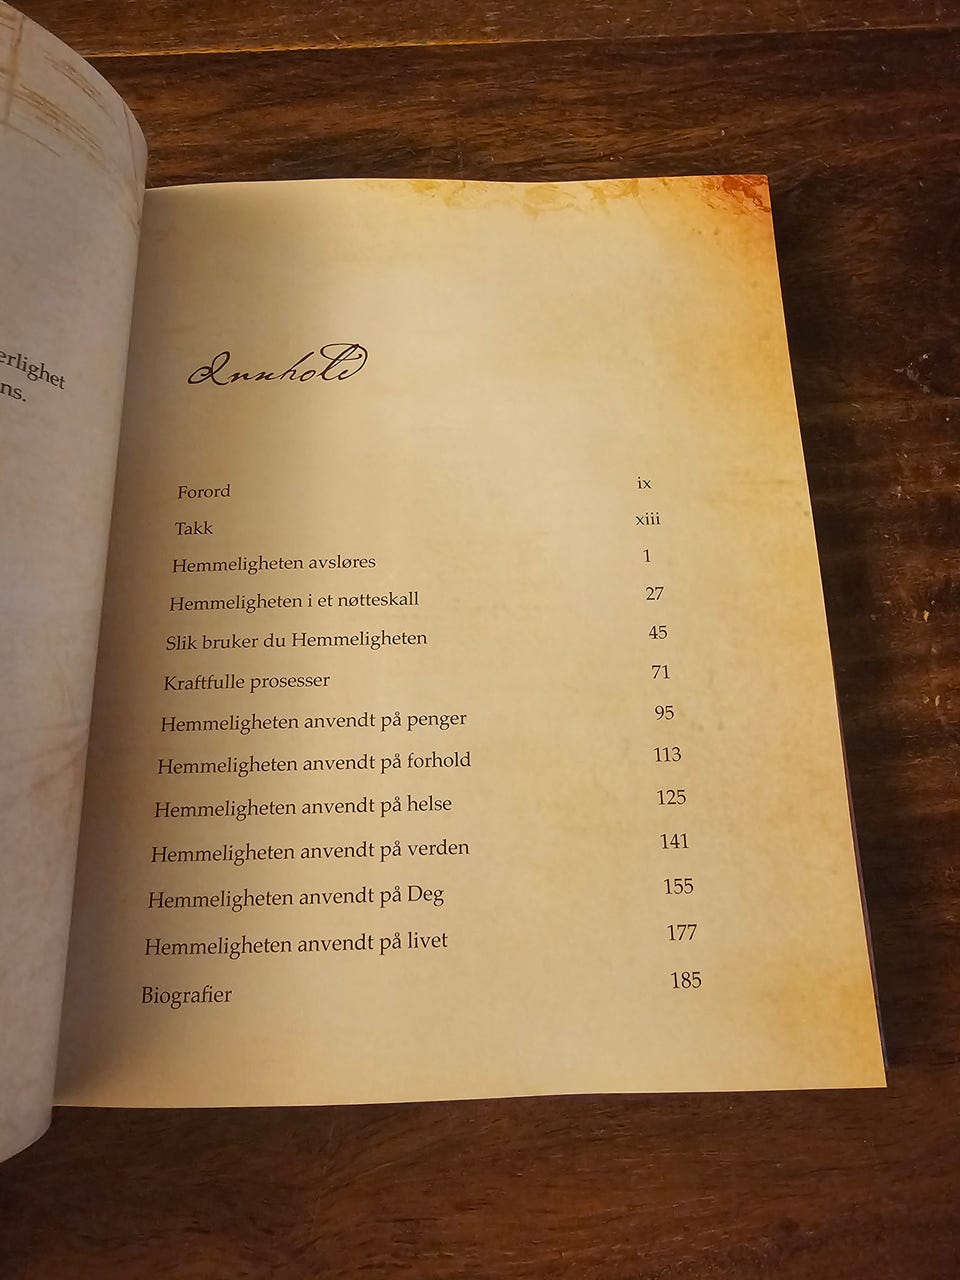 erlighet
ns.
Innhold
Forord ix
Takk xiii
Hemmeligheten avsløres 1
Hemmeligheten i et nøtteskall 27
Slik bruker du Hemmeligheten 45
Kraftfulle prosesser 71
Hemmeligheten anvendt på penger 95
Hemmeligheten anvendt på forhold 113
Hemmeligheten anvendt på helse 125
Hemmeligheten anvendt på verden 141
Hemmeligheten anvendt på Deg 155
Hemmeligheten anvendt på livet 177
Biografier 185